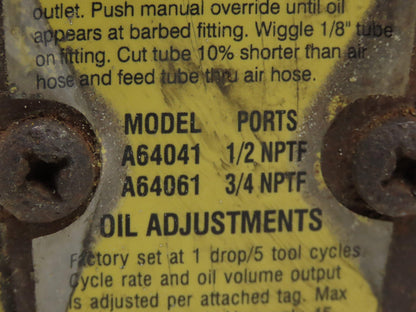 outlet. Push manual override until oil
appears at barbed fitting. Wiggle 1/8" tube
on fitting. Cut tube 10% shorter than air
hose and feed tube thru air hose.
MODEL PORTS
A64041 1/2 NPTF
A64061 3/4 NPTF
OIL ADJUSTMENTS
Factory set at 1 drop/5 tool cycles
Cycle rate and oil volume output
is adjusted per attached tag. Max